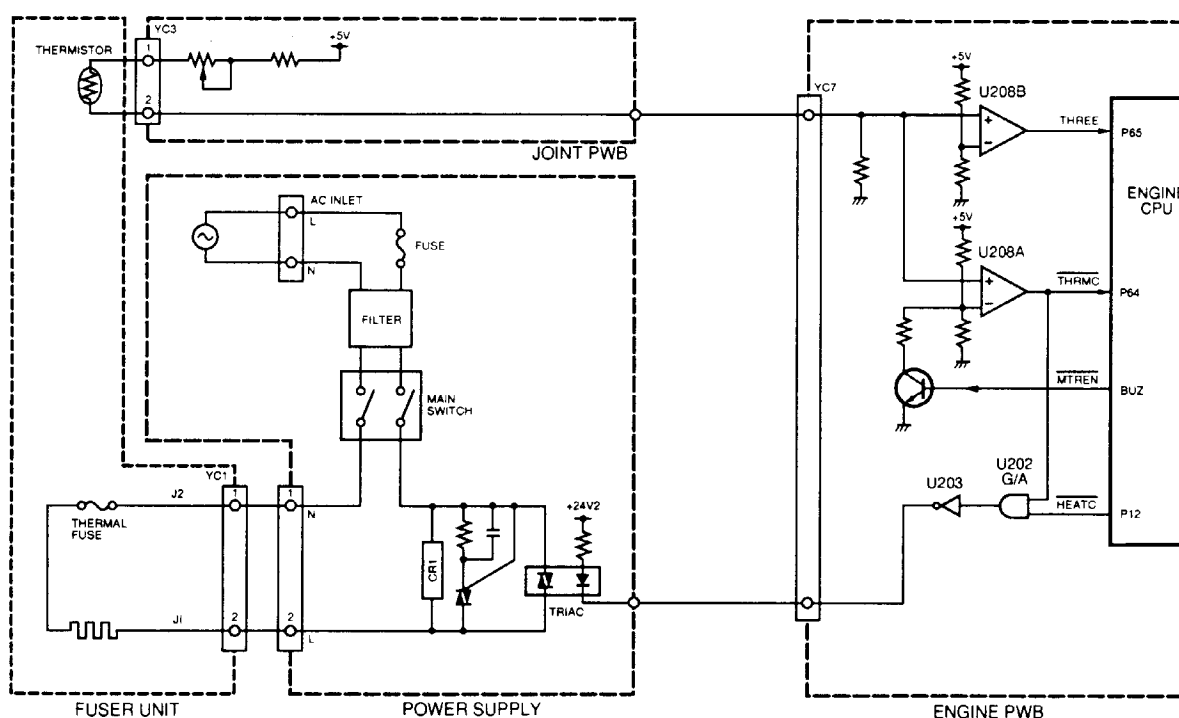 YC3
+5V
THERMISTOR
1
2
JOINT PWB
YC7
+5V
U208B
+
−
THREE
P65
ENGINE
CPU
+5V
U208A
+
−
THRMC
P64
MTREN
BUZ
U202
G/A
U203
HEATC
P12
AC INLET
L
FUSE
N
FILTER
MAIN
SWITCH
YC1
J2
1
1
N
THERMAL
FUSE
+24V2
CR1
TRIAC
J1
2
2
L
FUSER UNIT
POWER SUPPLY
ENGINE PWB